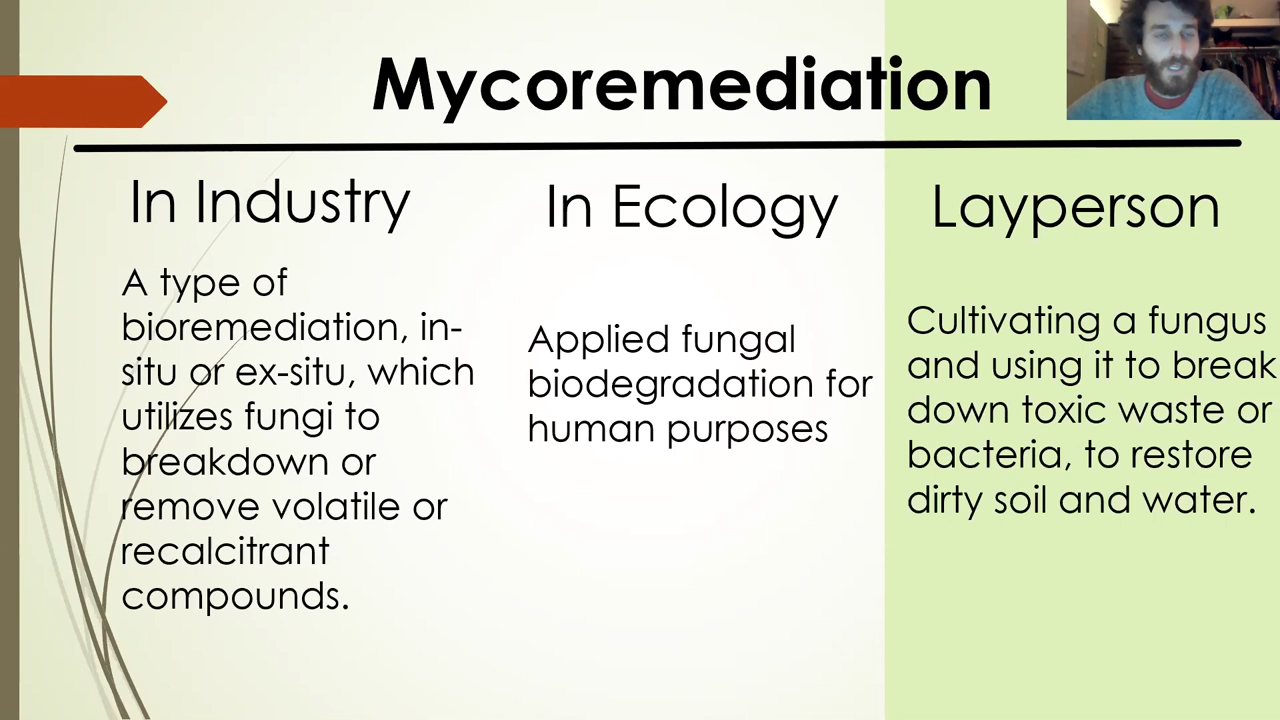 Mycoremediation
In Industry
A type of
bioremediation, in-
situ or ex-situ, which
utilizes fungi to
breakdown or
remove volatile or
recalcitrant
compounds.
In Ecology
Applied fungal
biodegradation for
human purposes
Layperson
Cultivating a fungus
and using it to break
down toxic waste or
bacteria, to restore
dirty soil and water.